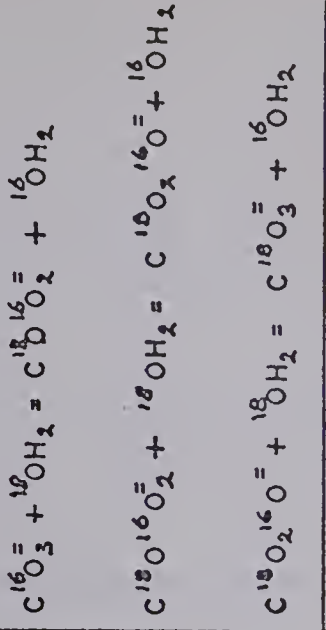 C¹⁶O₃⁼ + ¹⁸OH₂ = C¹⁸O¹⁶O₂⁼ + ¹⁶OH₂
C¹⁸O¹⁶O₂⁼ + ¹⁸OH₂ = C¹⁸O₂¹⁶O⁼ + ¹⁶OH₂
C¹⁸O₂¹⁶O⁼ + ¹⁸OH₂ = C¹⁸O₃⁼ + ¹⁶OH₂